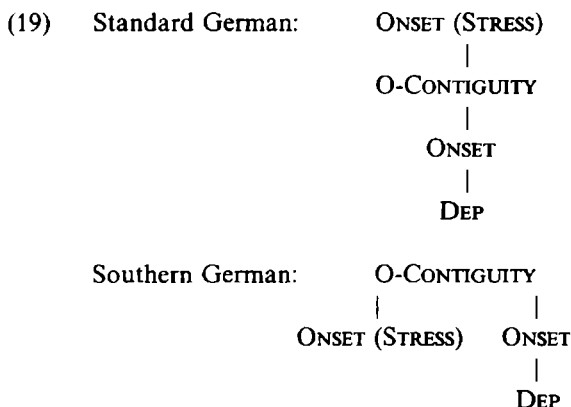 (19) Standard German: ONSET (STRESS)
O-CONTIGUITY
ONSET
DEP
Southern German: O-CONTIGUITY
ONSET (STRESS) ONSET
DEP